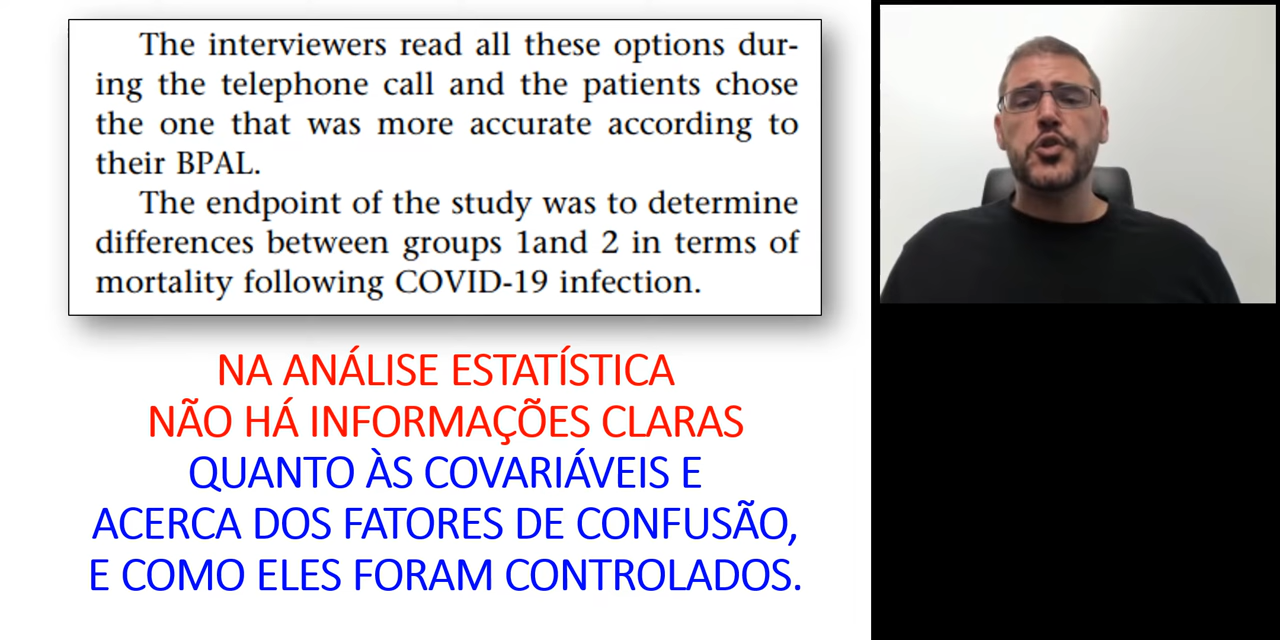 The interviewers read all these options dur-
ing the telephone call and the patients chose
the one that was more accurate according to
their BPAL.
The endpoint of the study was to determine
differences between groups 1and 2 in terms of
mortality following COVID-19 infection.
NA ANÁLISE ESTATÍSTICA
NÃO HÁ INFORMAÇÕES CLARAS
QUANTO ÀS COVARIÁVEIS E
ACERCA DOS FATORES DE CONFUSÃO,
E COMO ELES FORAM CONTROLADOS.